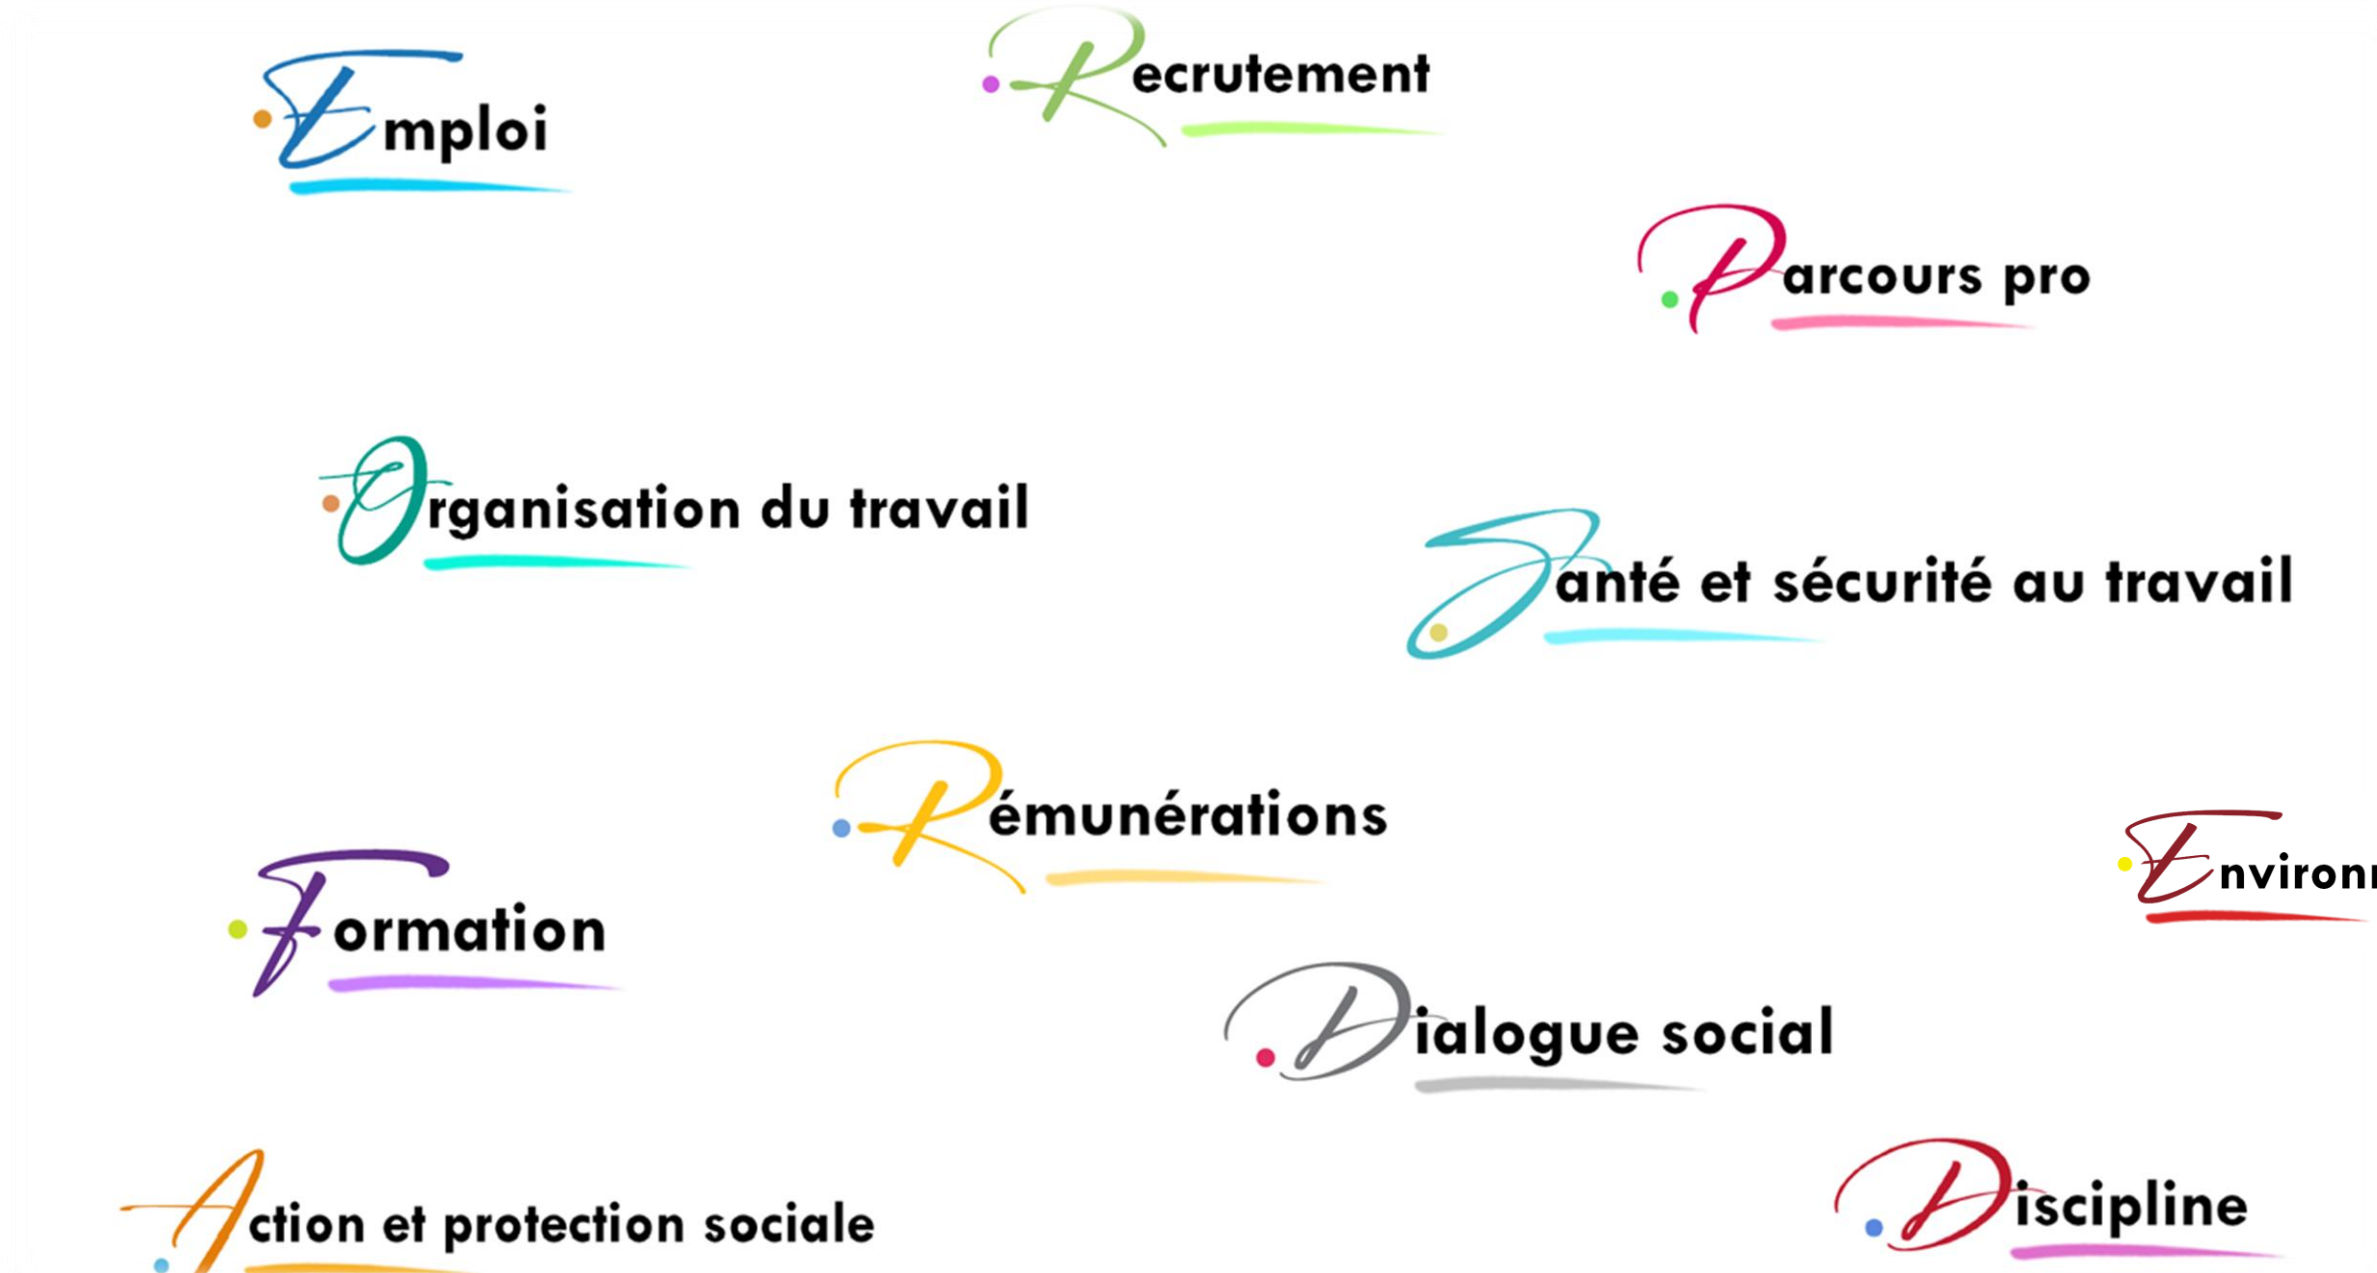 Emploi
Recrutement
Parcours pro
Organisation du travail
Santé et sécurité au travail
Rémunérations
Formation
Dialogue social
Action et protection sociale
Discipline